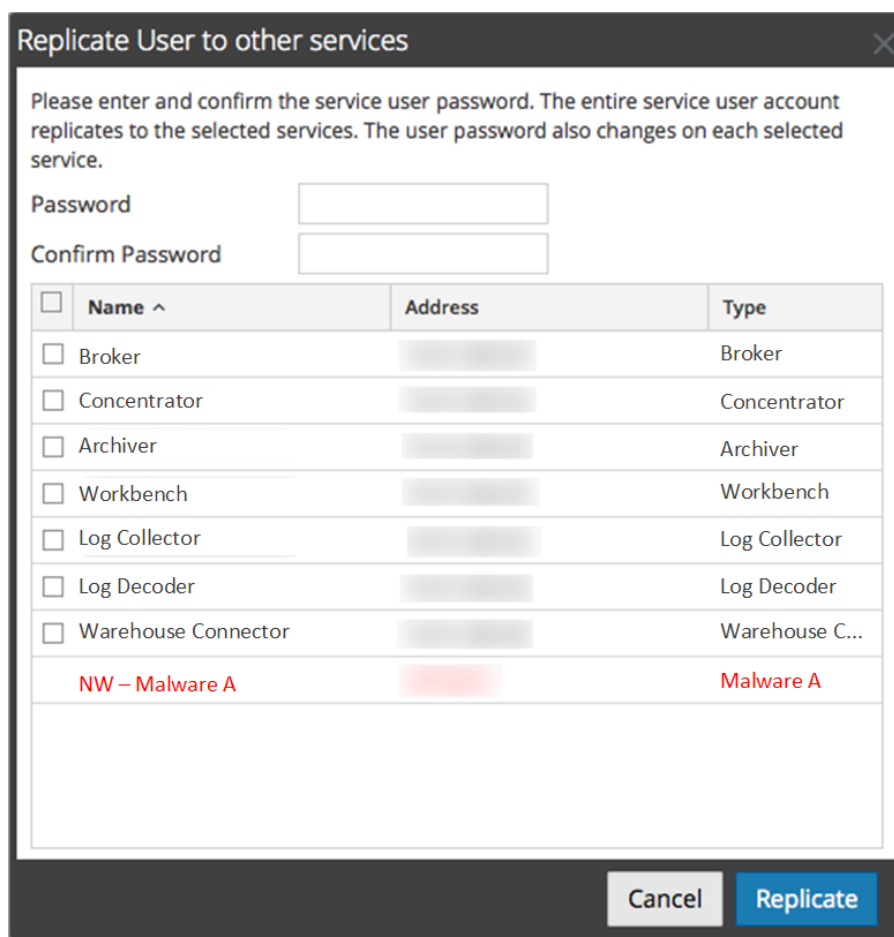 Replicate User to other services
Please enter and confirm the service user password. The entire service user account
replicates to the selected services. The user password also changes on each selected
service.
Password
Confirm Password
Name Address Type
Broker Broker
Concentrator Concentrator
Archiver Archiver
Workbench Workbench
Log Collector Log Collector
Log Decoder Log Decoder
Warehouse Connector Warehouse C...
NW – Malware A Malware A
Cancel Replicate